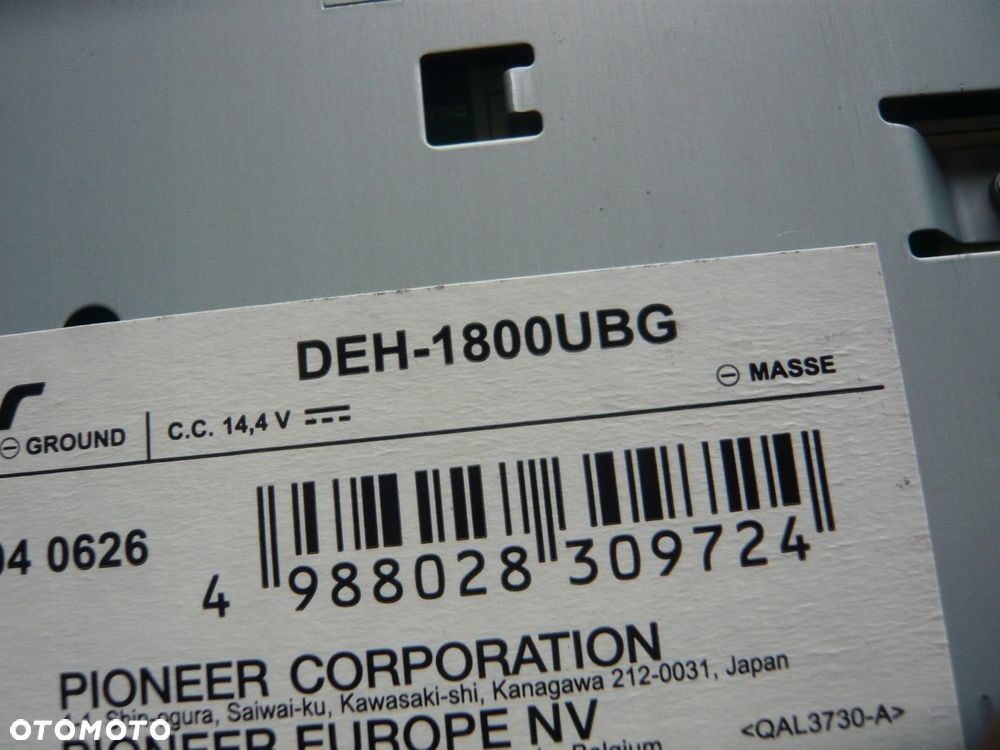 DEH-1800UBG
⊖ MASSE
⊖ GROUND
C.C. 14,4 V
04 0626
4 988028 309724
PIONEER CORPORATION
Saiwai-ku, Kawasaki-shi, Kanagawa 212-0031, Japan
PIONEER EUROPE NV
Belgium
<QAL3730-A>
OTOMOTO